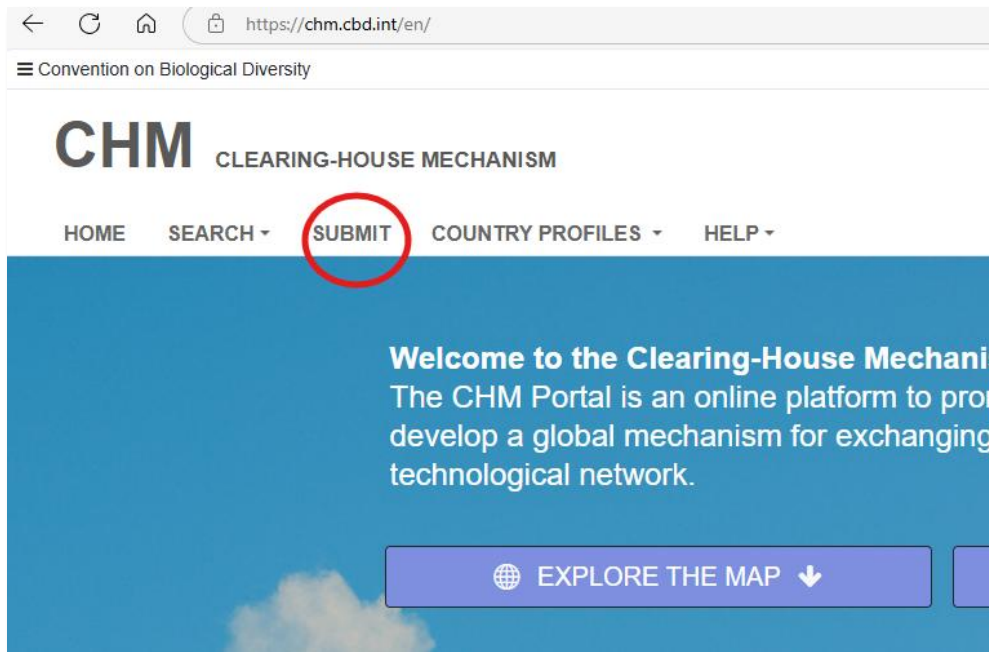 https://chm.cbd.int/en/
Convention on Biological Diversity
CHM CLEARING-HOUSE MECHANISM
HOME SEARCH SUBMIT COUNTRY PROFILES HELP
Welcome to the Clearing-House Mechani
The CHM Portal is an online platform to pro
develop a global mechanism for exchanging
technological network.
EXPLORE THE MAP